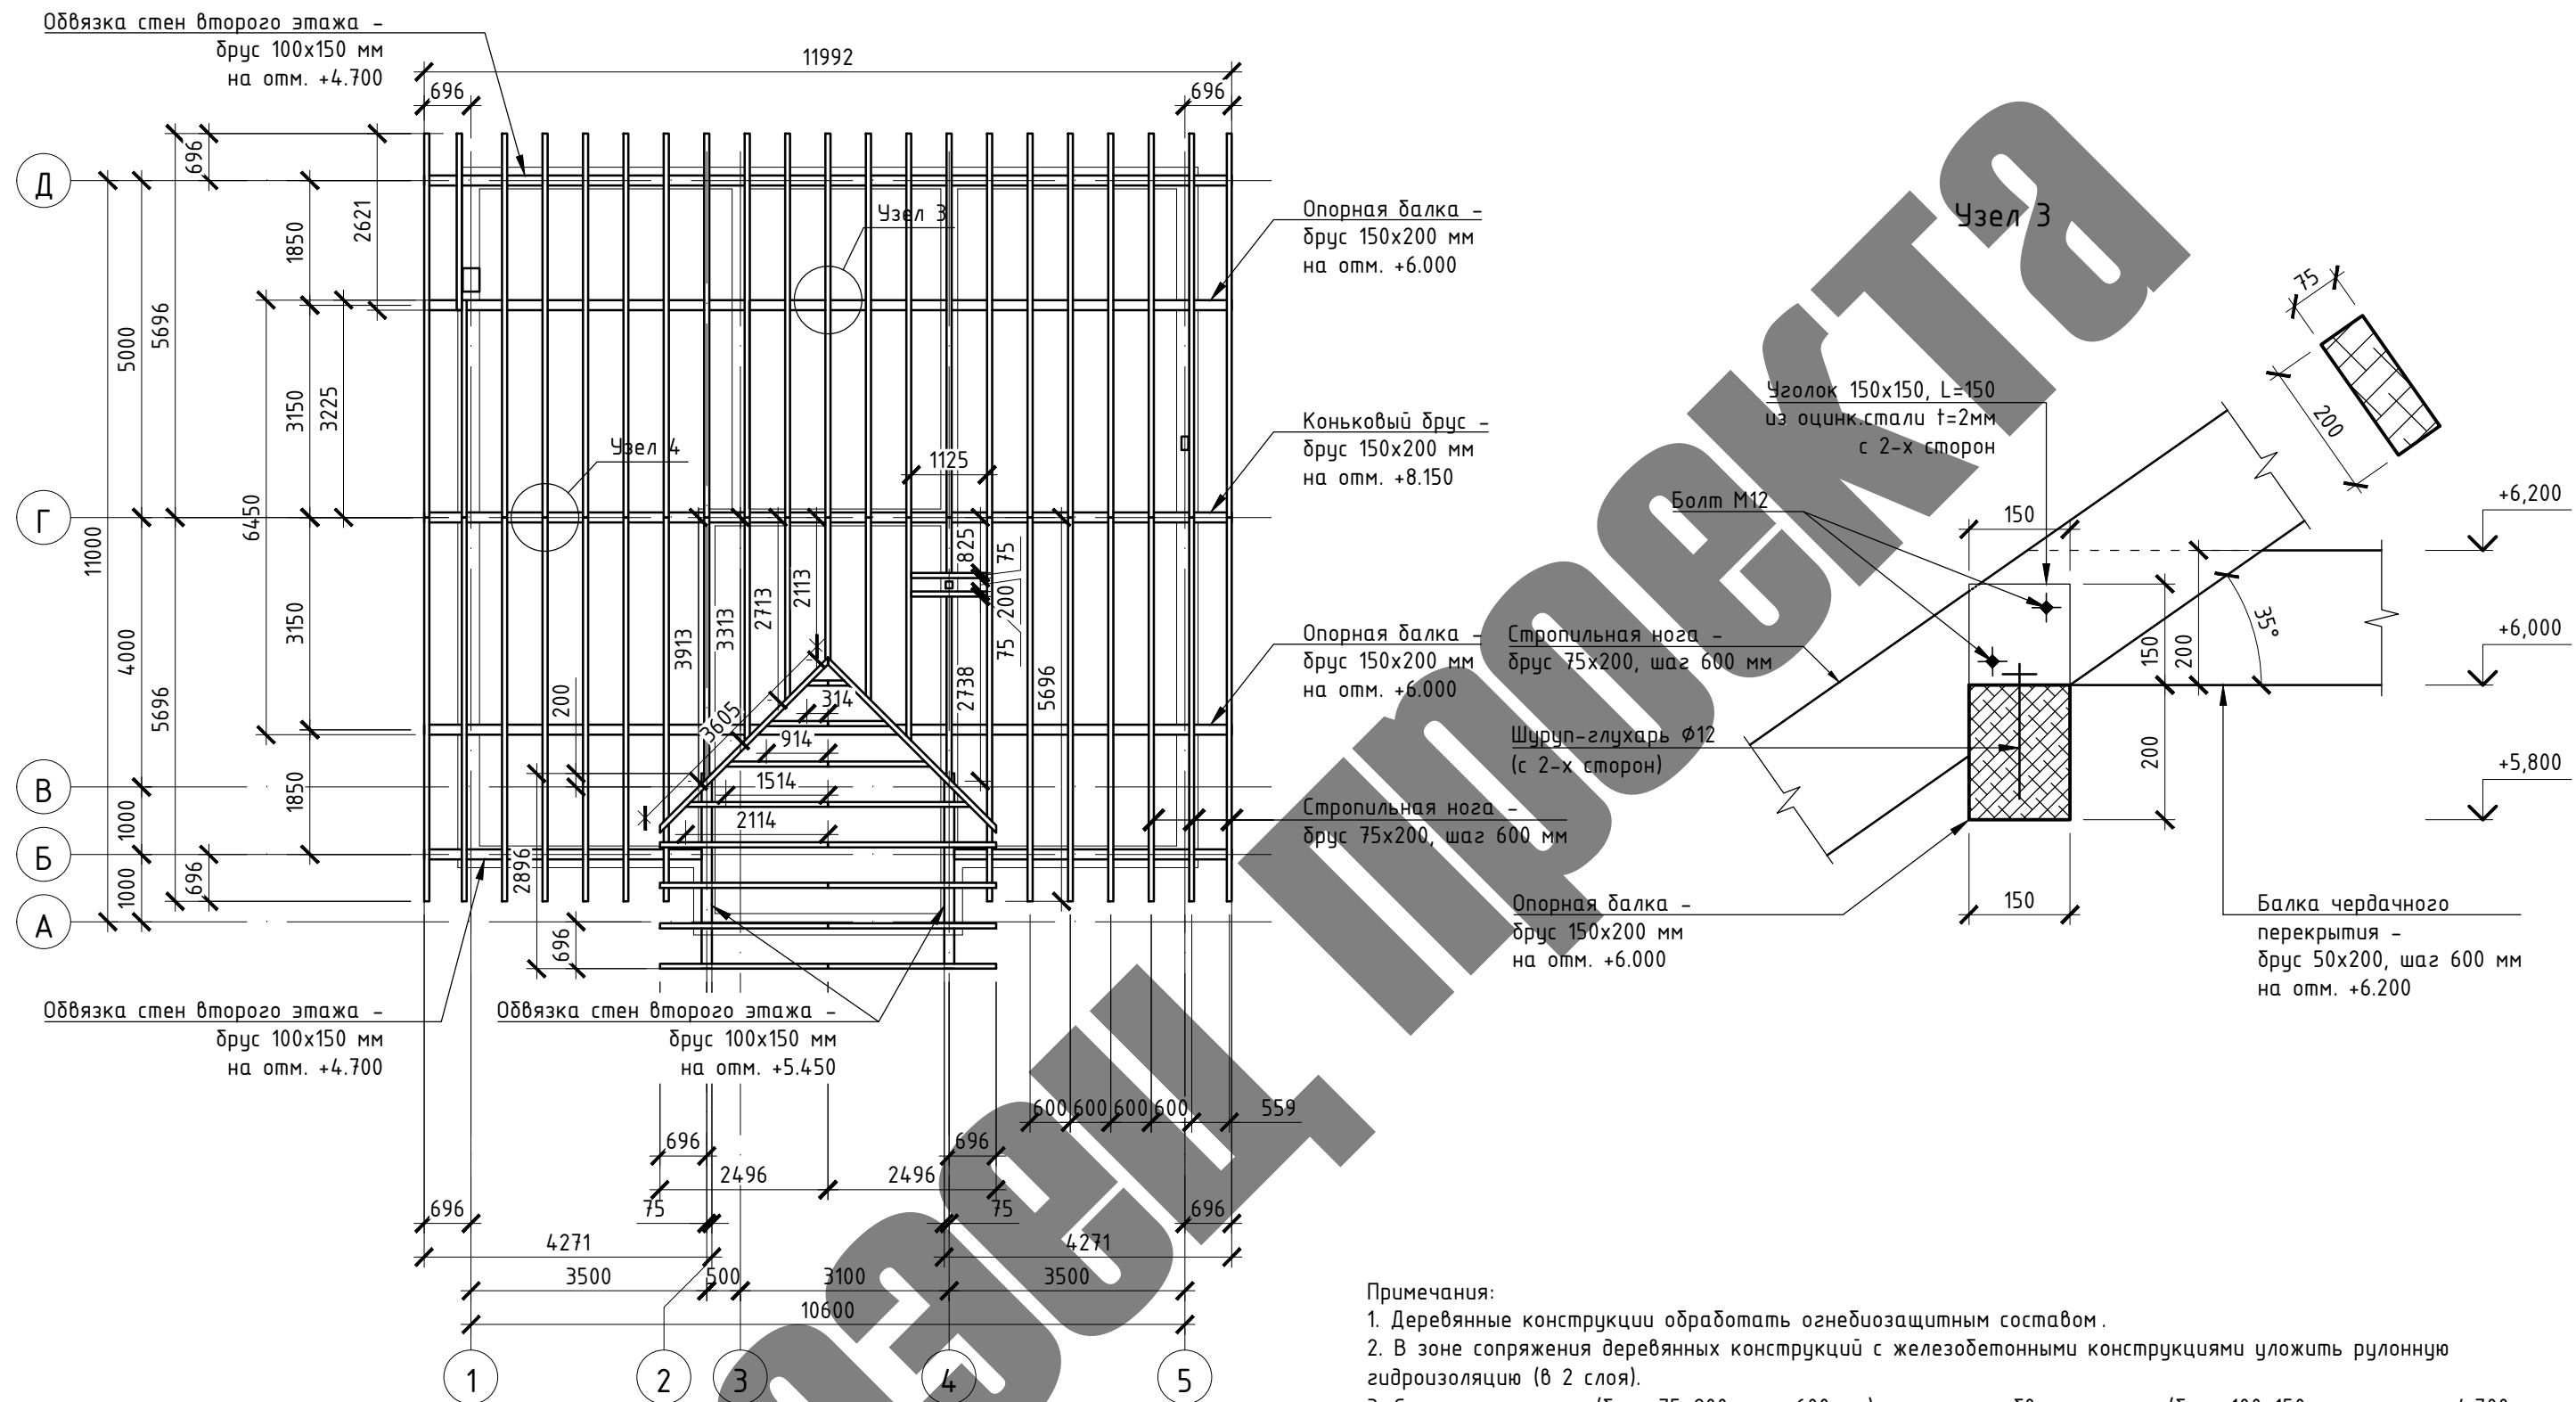 Обвязка стен второго этажа -
брус 100х150 мм
на отм. +4.700
11992
696
696
696
5696
1850
2621
5000
3150
3225
6450
11000
4000
3150
5696
1000
1850
1000
696
Д
Г
В
Б
А
Узел 3
Узел 4
1125
825
75
200
75
2738
5696
3913
3313
2713
2113
3605
314
914
1514
2114
200
2896
696
Опорная балка -
брус 150х200 мм
на отм. +6.000
Коньковый брус -
брус 150х200 мм
на отм. +8.150
Опорная балка -
брус 150х200 мм
на отм. +6.000
Стропильная нога -
брус 75х200, шаг 600 мм
Обвязка стен второго этажа -
брус 100х150 мм
на отм. +4.700
Обвязка стен второго этажа -
брус 100х150 мм
на отм. +5.450
600 600 600 600 559
696
696
2496
2496
696
75
75
696
4271
4271
3500
500
3100
3500
10600
1
2
3
4
5
Узел 3
75
200
Уголок 150х150, L=150
из оцинк.стали t=2мм
с 2-х сторон
Болт М12
150
+6,200
Стропильная нога -
брус 75х200, шаг 600 мм
150
200
35°
+6,000
Шуруп-глухарь Ø12
(с 2-х сторон)
200
+5,800
Опорная балка -
брус 150х200 мм
на отм. +6.000
150
Балка чердачного
перекрытия -
брус 50х200, шаг 600 мм
на отм. +6.200
Примечания:
1. Деревянные конструкции обработать огнебиозащитным составом.
2. В зоне сопряжения деревянных конструкций с железобетонными конструкциями уложить рулонную
гидроизоляцию (в 2 слоя).
проекта